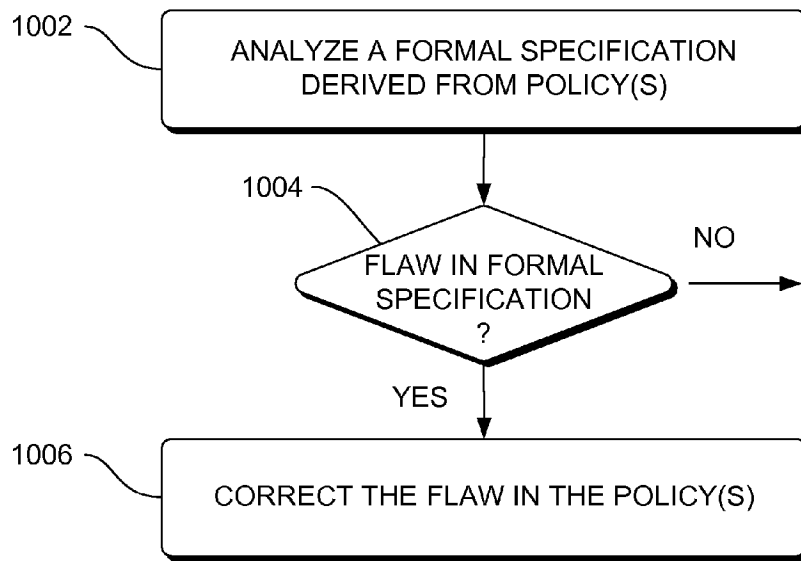 1002
ANALYZE A FORMAL SPECIFICATION
DERIVED FROM POLICY(S)
1004
FLAW IN FORMAL
SPECIFICATION
?
NO
YES
1006
CORRECT THE FLAW IN THE POLICY(S)